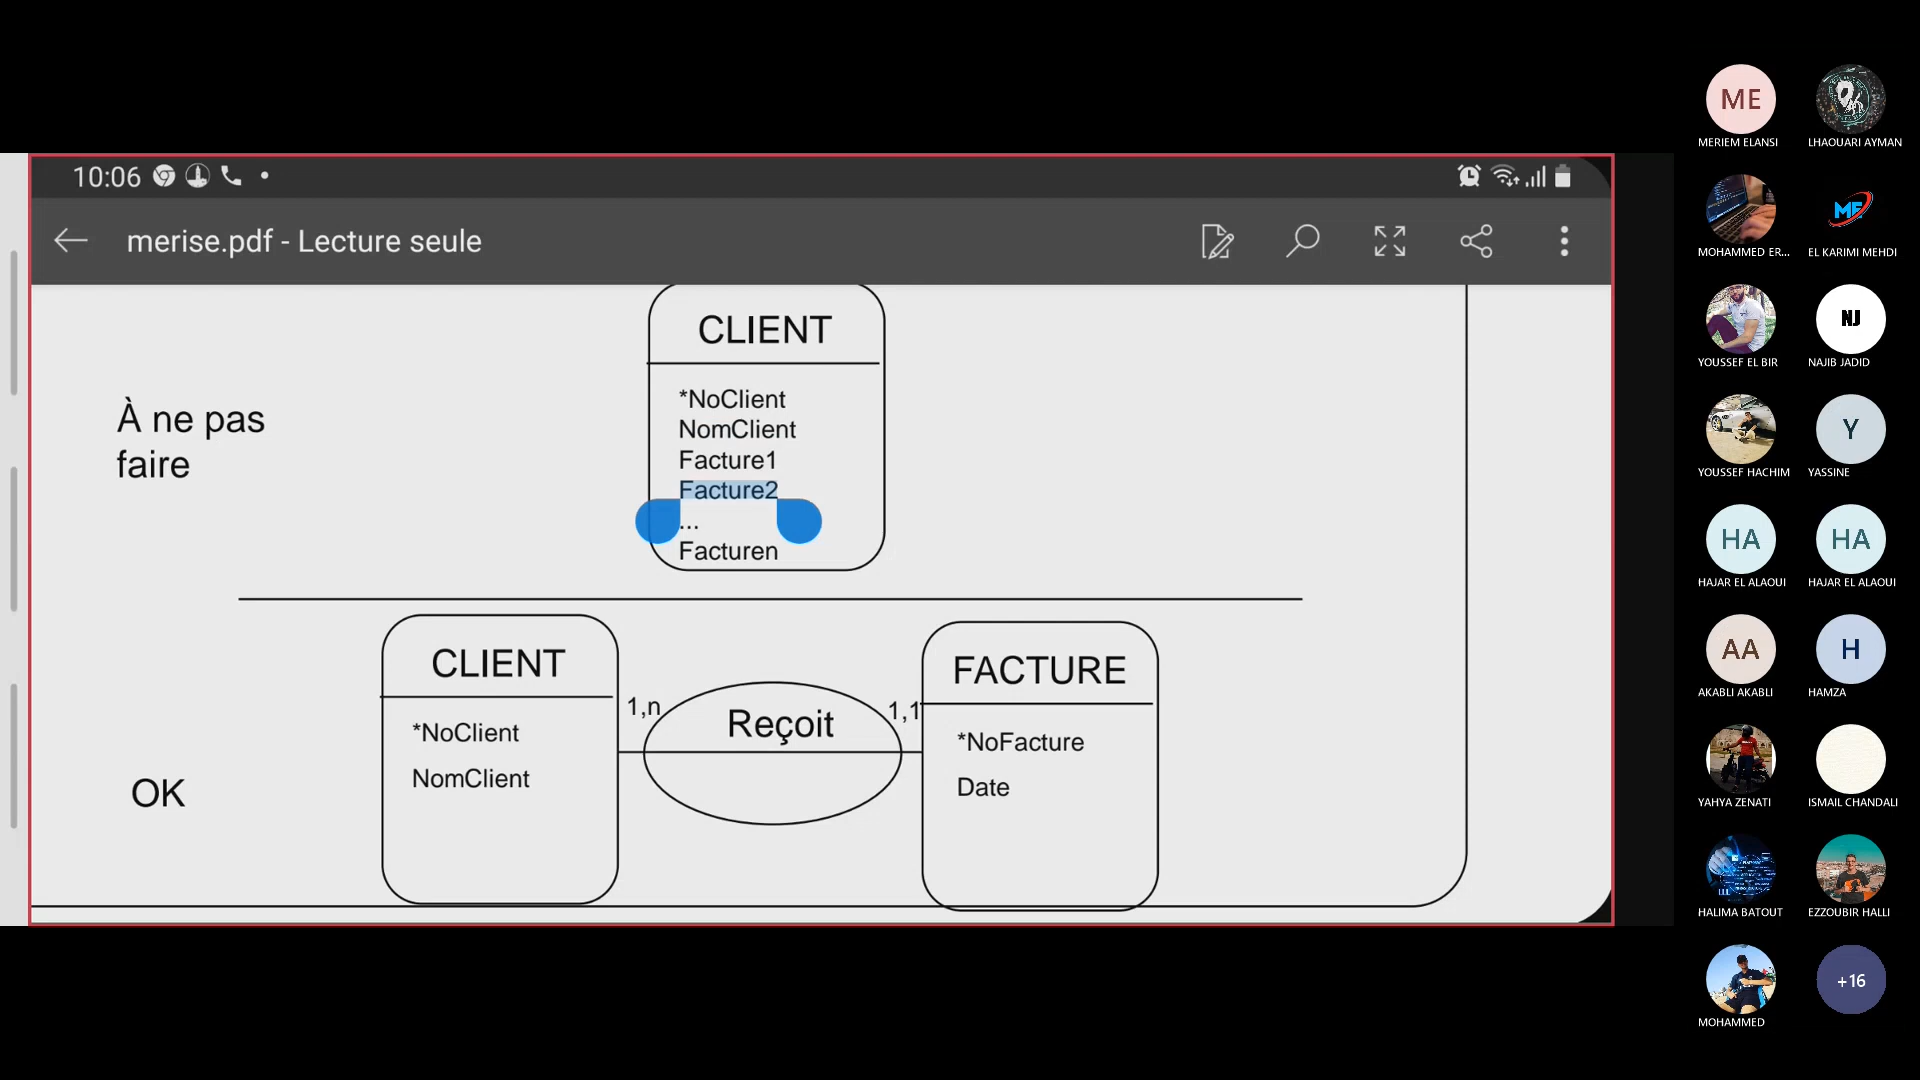 10:06
merise.pdf - Lecture seule
À ne pas
faire
CLIENT
*NoClient
NomClient
Facture1
Facture2
...
Facturen
OK
CLIENT
*NoClient
NomClient
1,n
Reçoit
1,1
FACTURE
*NoFacture
Date
ME
MERIEM ELANSI
LHAOUARI AYMAN
MOHAMMED ER...
ME
EL KARIMI MEHDI
YOUSSEF EL BIR
NJ
NAJIB JADID
YOUSSEF HACHIM
Y
YASSINE
HA
HAJAR EL ALAOUI
HA
HAJAR EL ALAOUI
AA
AKABLI AKABLI
H
HAMZA
YAHYA ZENATI
ISMAIL CHANDALI
HALIMA BATOUT
EZZOUBIR HALLI
MOHAMMED
+16